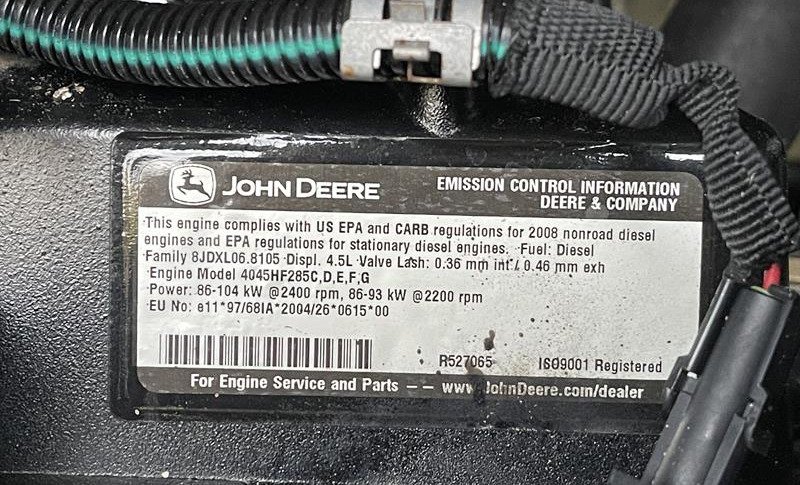 JOHN DEERE
EMISSION CONTROL INFORMATION
DEERE & COMPANY
This engine complies with US EPA and CARB regulations for 2008 nonroad diesel
engines and EPA regulations for stationary diesel engines. Fuel: Diesel
Family 8JDXL06.8105 Displ. 4.5L Valve Lash: 0.36 mm int / 0.46 mm exh
Engine Model 4045HF285C,D,E,F,G
Power: 86-104 kW @2400 rpm, 86-93 kW @2200 rpm
EU No: e11*97/68IA*2004/26*0615*00
R527065 ISO9001 Registered
For Engine Service and Parts – – www.JohnDeere.com/dealer